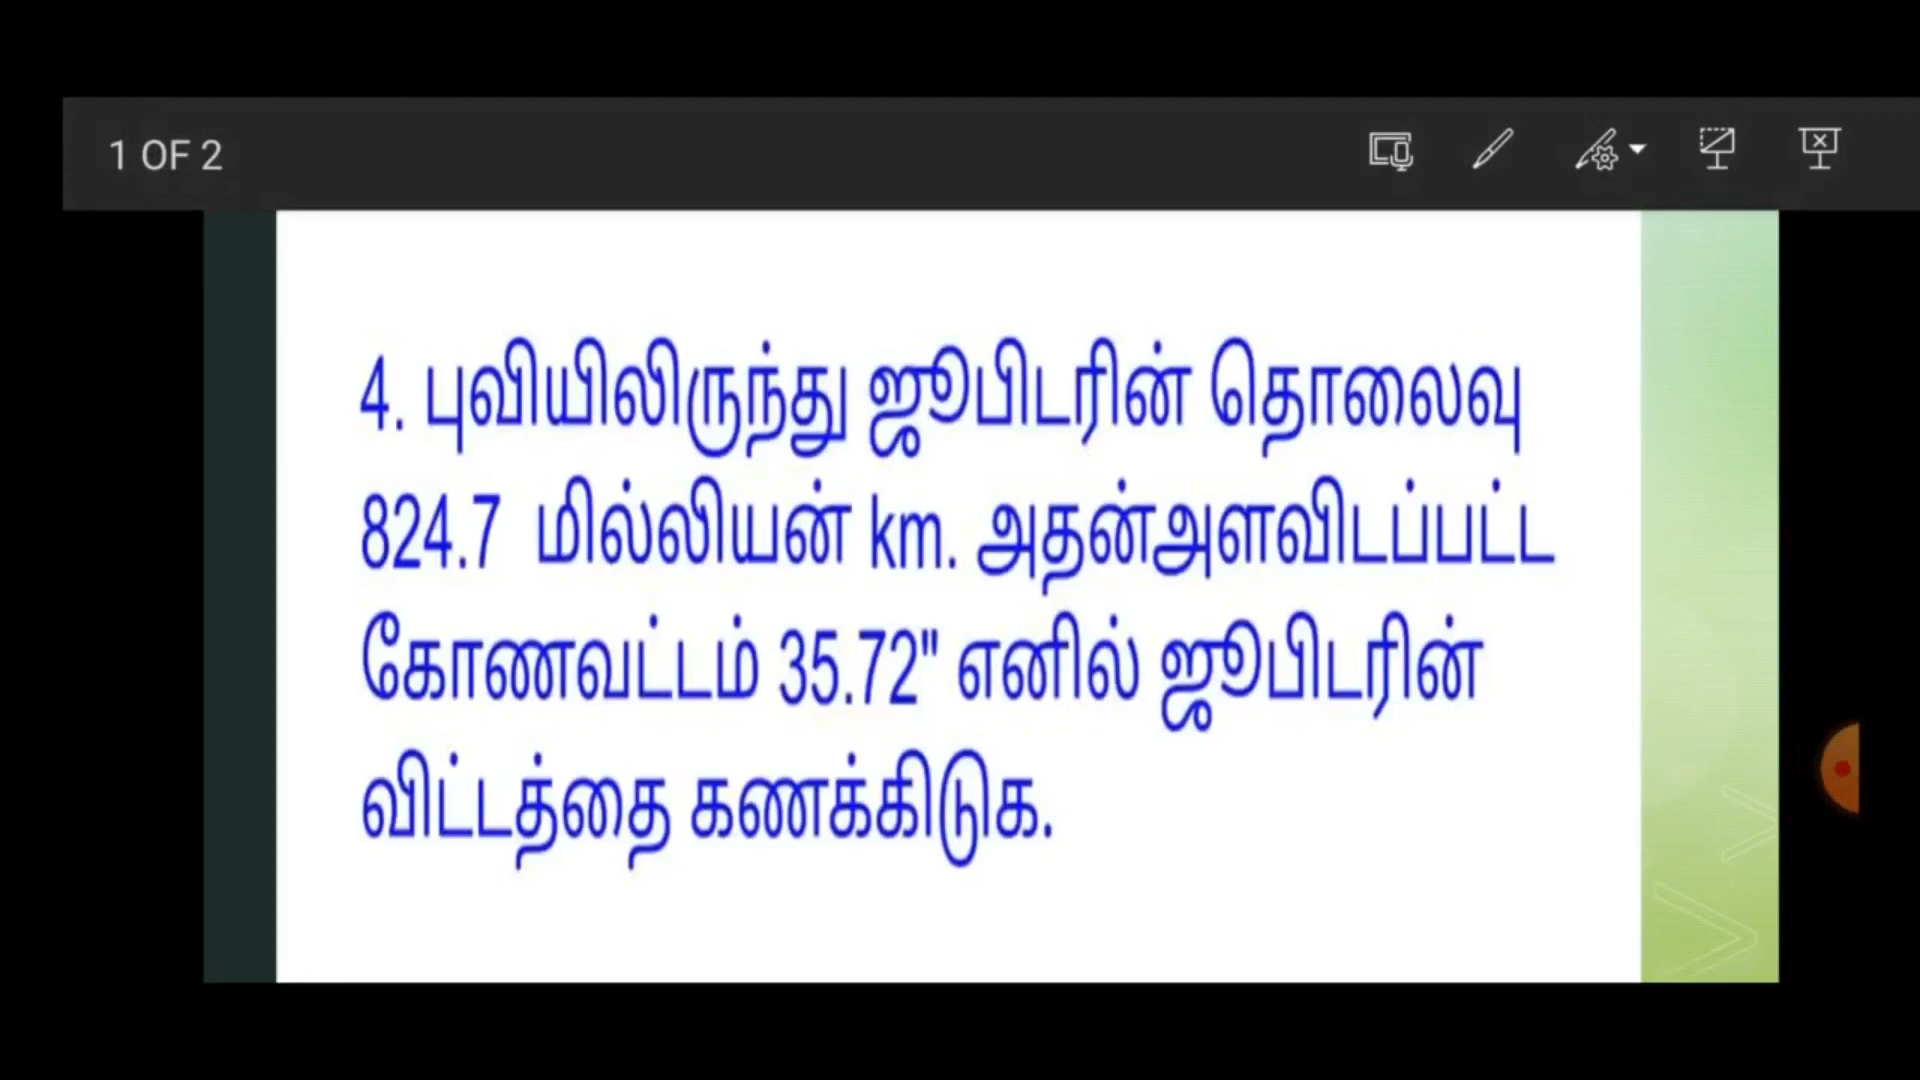 1 OF 2
4. புவியிலிருந்து ஜூபிடரின் தொலைவு
824.7 மில்லியன் km. அதன்அளவிடப்பட்ட
கோணவட்டம் 35.72" எனில் ஜூபிடரின்
விட்டத்தை கணக்கிடுக.